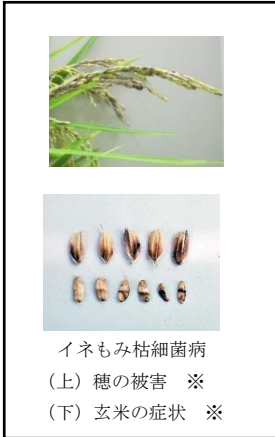 イネもみ枯細菌病
（上）穂の被害　※
（下）玄米の症状　※